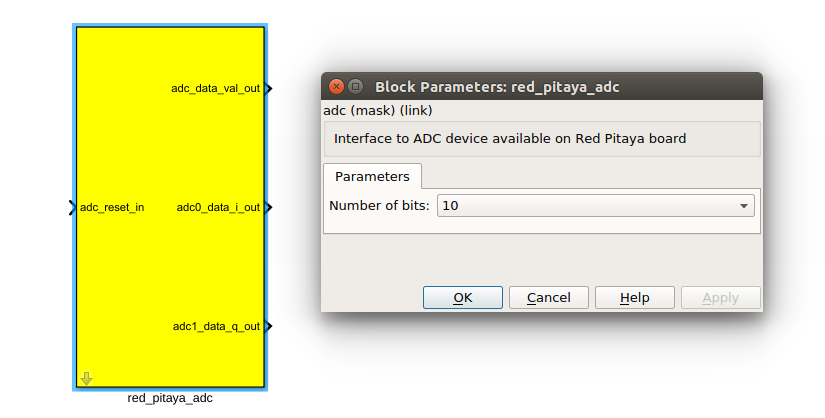 adc_data_val_out
adc_reset_in
adc0_data_i_out
adc1_data_q_out
red_pitaya_adc
Block Parameters: red_pitaya_adc
adc (mask) (link)
Interface to ADC device available on Red Pitaya board
Parameters
Number of bits: 10
OK Cancel Help Apply